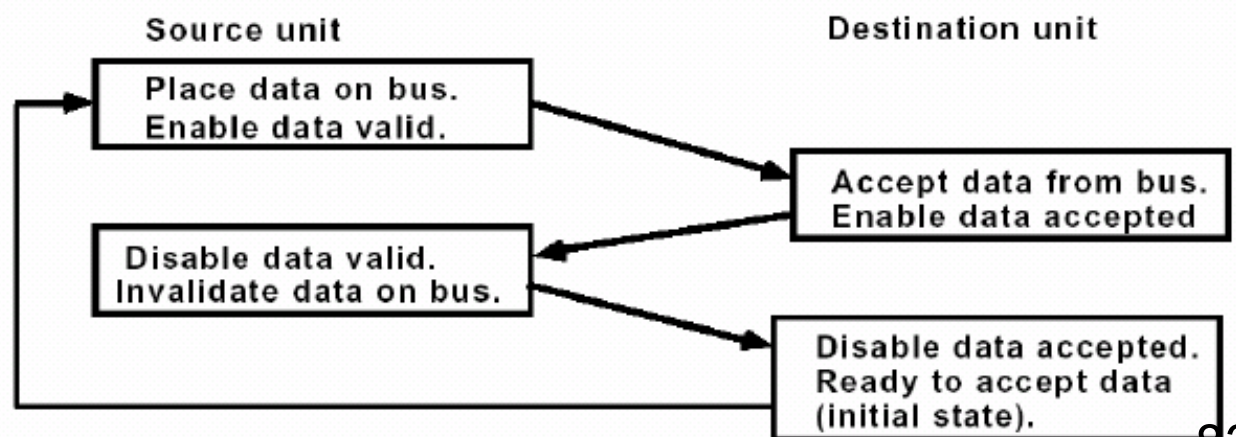 Source unit
Destination unit
Place data on bus.
Enable data valid.
Accept data from bus.
Enable data accepted
Disable data valid.
Invalidate data on bus.
Disable data accepted.
Ready to accept data
(initial state).